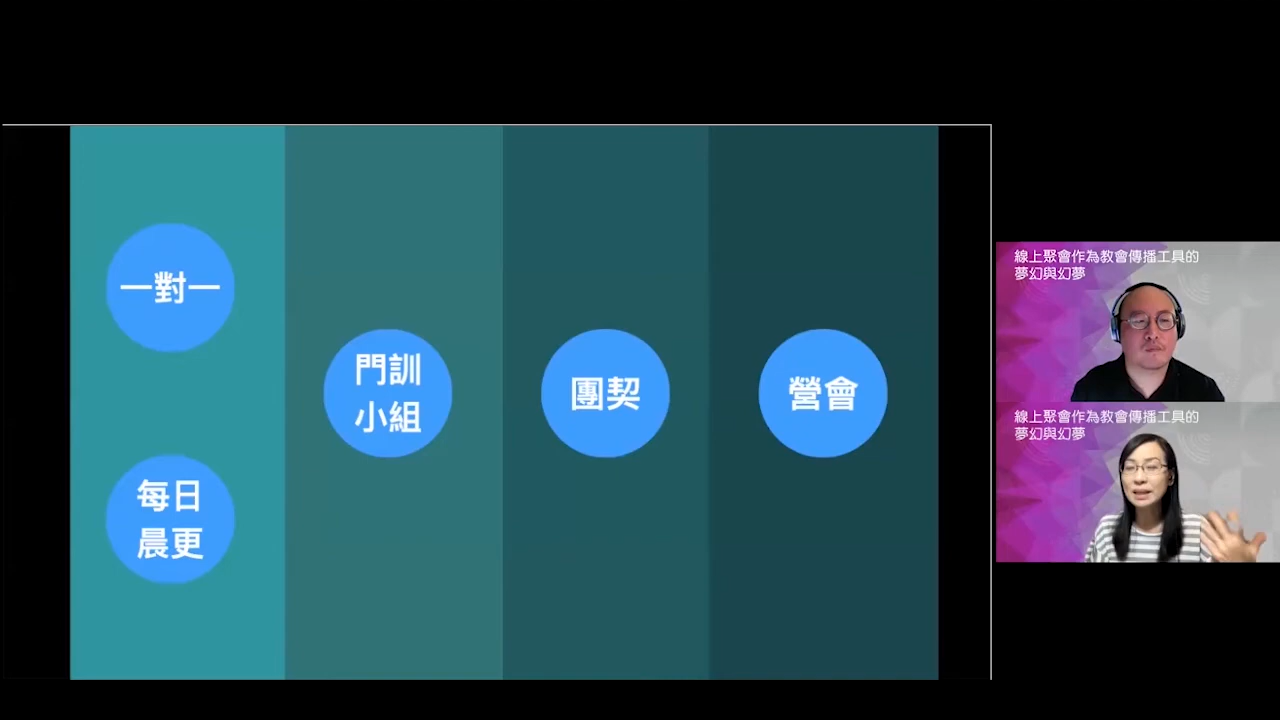 一對一
每日
晨更
門訓
小組
團契
營會
線上聚會作為教會傳播工具的
夢幻與幻夢
線上聚會作為教會傳播工具的
夢幻與幻夢